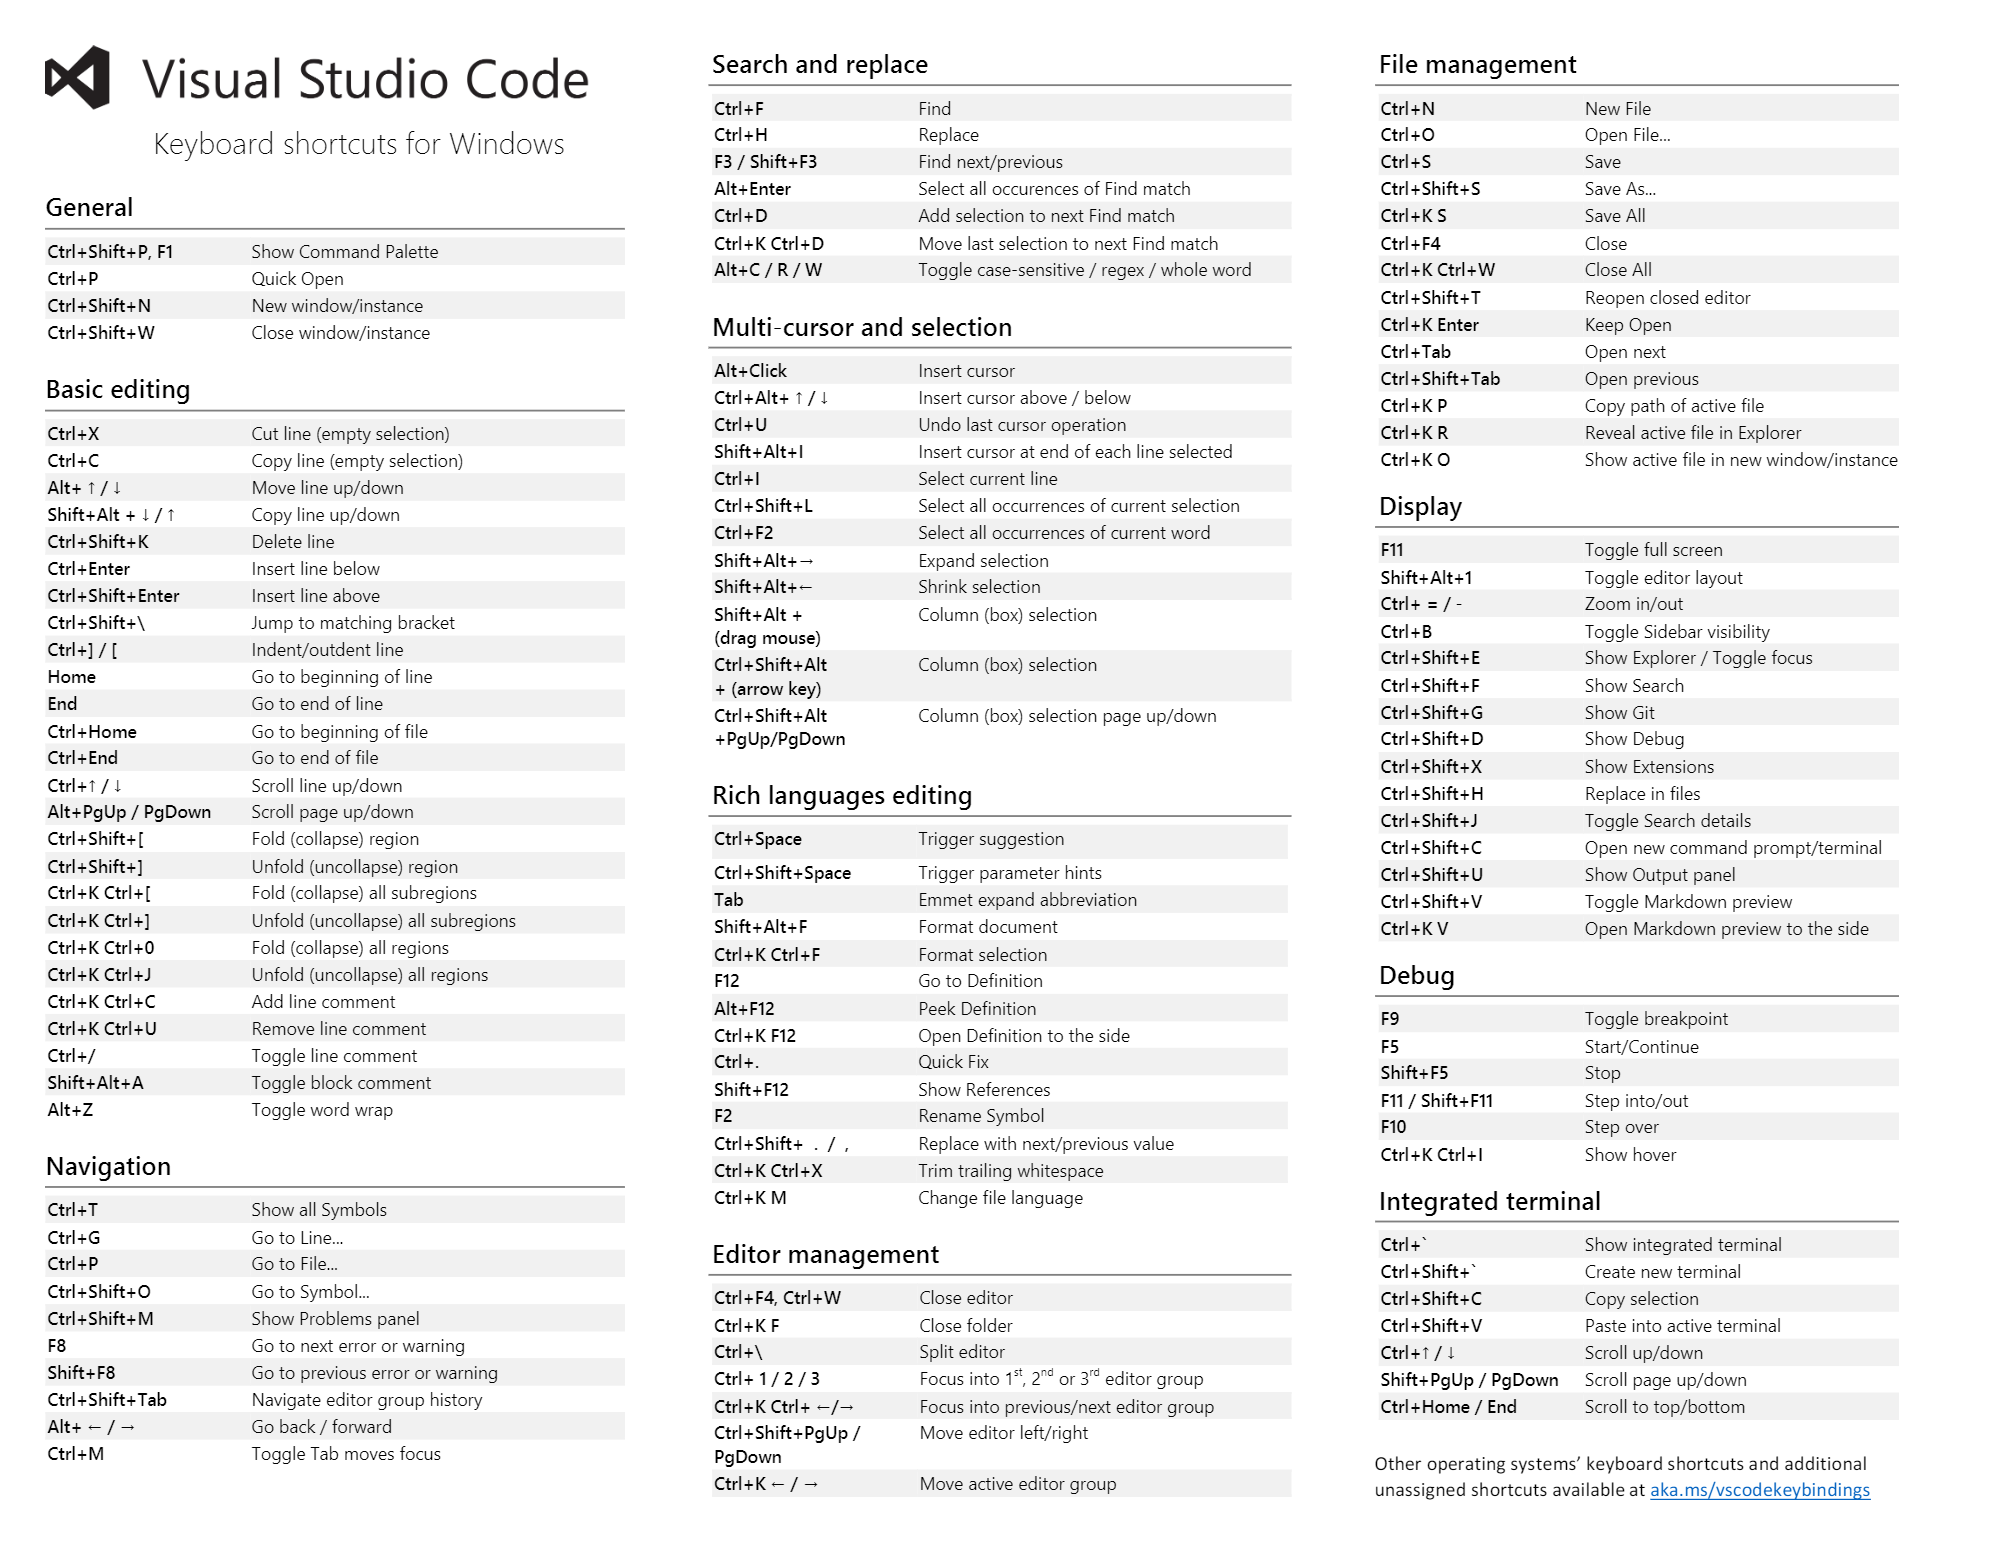 Visual Studio Code
Keyboard shortcuts for Windows
General
Ctrl+Shift+P, F1 Show Command Palette
Ctrl+P Quick Open
Ctrl+Shift+N New window/instance
Ctrl+Shift+W Close window/instance
Basic editing
Ctrl+X Cut line (empty selection)
Ctrl+C Copy line (empty selection)
Alt+ ↑ / ↓ Move line up/down
Shift+Alt + ↓ / ↑ Copy line up/down
Ctrl+Shift+K Delete line
Ctrl+Enter Insert line below
Ctrl+Shift+Enter Insert line above
Ctrl+Shift+\ Jump to matching bracket
Ctrl+] / [ Indent/outdent line
Home Go to beginning of line
End Go to end of line
Ctrl+Home Go to beginning of file
Ctrl+End Go to end of file
Ctrl+↑ / ↓ Scroll line up/down
Alt+PgUp / PgDown Scroll page up/down
Ctrl+Shift+[ Fold (collapse) region
Ctrl+Shift+] Unfold (uncollapse) region
Ctrl+K Ctrl+[ Fold (collapse) all subregions
Ctrl+K Ctrl+] Unfold (uncollapse) all subregions
Ctrl+K Ctrl+0 Fold (collapse) all regions
Ctrl+K Ctrl+J Unfold (uncollapse) all regions
Ctrl+K Ctrl+C Add line comment
Ctrl+K Ctrl+U Remove line comment
Ctrl+/ Toggle line comment
Shift+Alt+A Toggle block comment
Alt+Z Toggle word wrap
Navigation
Ctrl+T Show all Symbols
Ctrl+G Go to Line...
Ctrl+P Go to File...
Ctrl+Shift+O Go to Symbol...
Ctrl+Shift+M Show Problems panel
F8 Go to next error or warning
Shift+F8 Go to previous error or warning
Ctrl+Shift+Tab Navigate editor group history
Alt+ ← / → Go back / forward
Ctrl+M Toggle Tab moves focus
Search and replace
Ctrl+F Find
Ctrl+H Replace
F3 / Shift+F3 Find next/previous
Alt+Enter Select all occurences of Find match
Ctrl+D Add selection to next Find match
Ctrl+K Ctrl+D Move last selection to next Find match
Alt+C / R / W Toggle case-sensitive / regex / whole word
Multi-cursor and selection
Alt+Click Insert cursor
Ctrl+Alt+ ↑ / ↓ Insert cursor above / below
Ctrl+U Undo last cursor operation
Shift+Alt+I Insert cursor at end of each line selected
Ctrl+I Select current line
Ctrl+Shift+L Select all occurrences of current selection
Ctrl+F2 Select all occurrences of current word
Shift+Alt+→ Expand selection
Shift+Alt+← Shrink selection
Shift+Alt + Column (box) selection
(drag mouse)
Ctrl+Shift+Alt Column (box) selection
+ (arrow key)
Ctrl+Shift+Alt Column (box) selection page up/down
+PgUp/PgDown
Rich languages editing
Ctrl+Space Trigger suggestion
Ctrl+Shift+Space Trigger parameter hints
Tab Emmet expand abbreviation
Shift+Alt+F Format document
Ctrl+K Ctrl+F Format selection
F12 Go to Definition
Alt+F12 Peek Definition
Ctrl+K F12 Open Definition to the side
Ctrl+. Quick Fix
Shift+F12 Show References
F2 Rename Symbol
Ctrl+Shift+ . / , Replace with next/previous value
Ctrl+K Ctrl+X Trim trailing whitespace
Ctrl+K M Change file language
Editor management
Ctrl+F4, Ctrl+W Close editor
Ctrl+K F Close folder
Ctrl+\ Split editor
Ctrl+ 1 / 2 / 3 Focus into 1st, 2nd or 3rd editor group
Ctrl+K Ctrl+ ←/→ Focus into previous/next editor group
Ctrl+Shift+PgUp / Move editor left/right
PgDown
Ctrl+K ← / → Move active editor group
File management
Ctrl+N New File
Ctrl+O Open File...
Ctrl+S Save
Ctrl+Shift+S Save As...
Ctrl+K S Save All
Ctrl+F4 Close
Ctrl+K Ctrl+W Close All
Ctrl+Shift+T Reopen closed editor
Ctrl+K Enter Keep Open
Ctrl+Tab Open next
Ctrl+Shift+Tab Open previous
Ctrl+K P Copy path of active file
Ctrl+K R Reveal active file in Explorer
Ctrl+K O Show active file in new window/instance
Display
F11 Toggle full screen
Shift+Alt+1 Toggle editor layout
Ctrl+ = / - Zoom in/out
Ctrl+B Toggle Sidebar visibility
Ctrl+Shift+E Show Explorer / Toggle focus
Ctrl+Shift+F Show Search
Ctrl+Shift+G Show Git
Ctrl+Shift+D Show Debug
Ctrl+Shift+X Show Extensions
Ctrl+Shift+H Replace in files
Ctrl+Shift+J Toggle Search details
Ctrl+Shift+C Open new command prompt/terminal
Ctrl+Shift+U Show Output panel
Ctrl+Shift+V Toggle Markdown preview
Ctrl+K V Open Markdown preview to the side
Debug
F9 Toggle breakpoint
F5 Start/Continue
Shift+F5 Stop
F11 / Shift+F11 Step into/out
F10 Step over
Ctrl+K Ctrl+I Show hover
Integrated terminal
Ctrl+` Show integrated terminal
Ctrl+Shift+` Create new terminal
Ctrl+Shift+C Copy selection
Ctrl+Shift+V Paste into active terminal
Ctrl+↑ / ↓ Scroll up/down
Shift+PgUp / PgDown Scroll page up/down
Ctrl+Home / End Scroll to top/bottom
Other operating systems’ keyboard shortcuts and additional
unassigned shortcuts available at aka.ms/vscodekeybindings